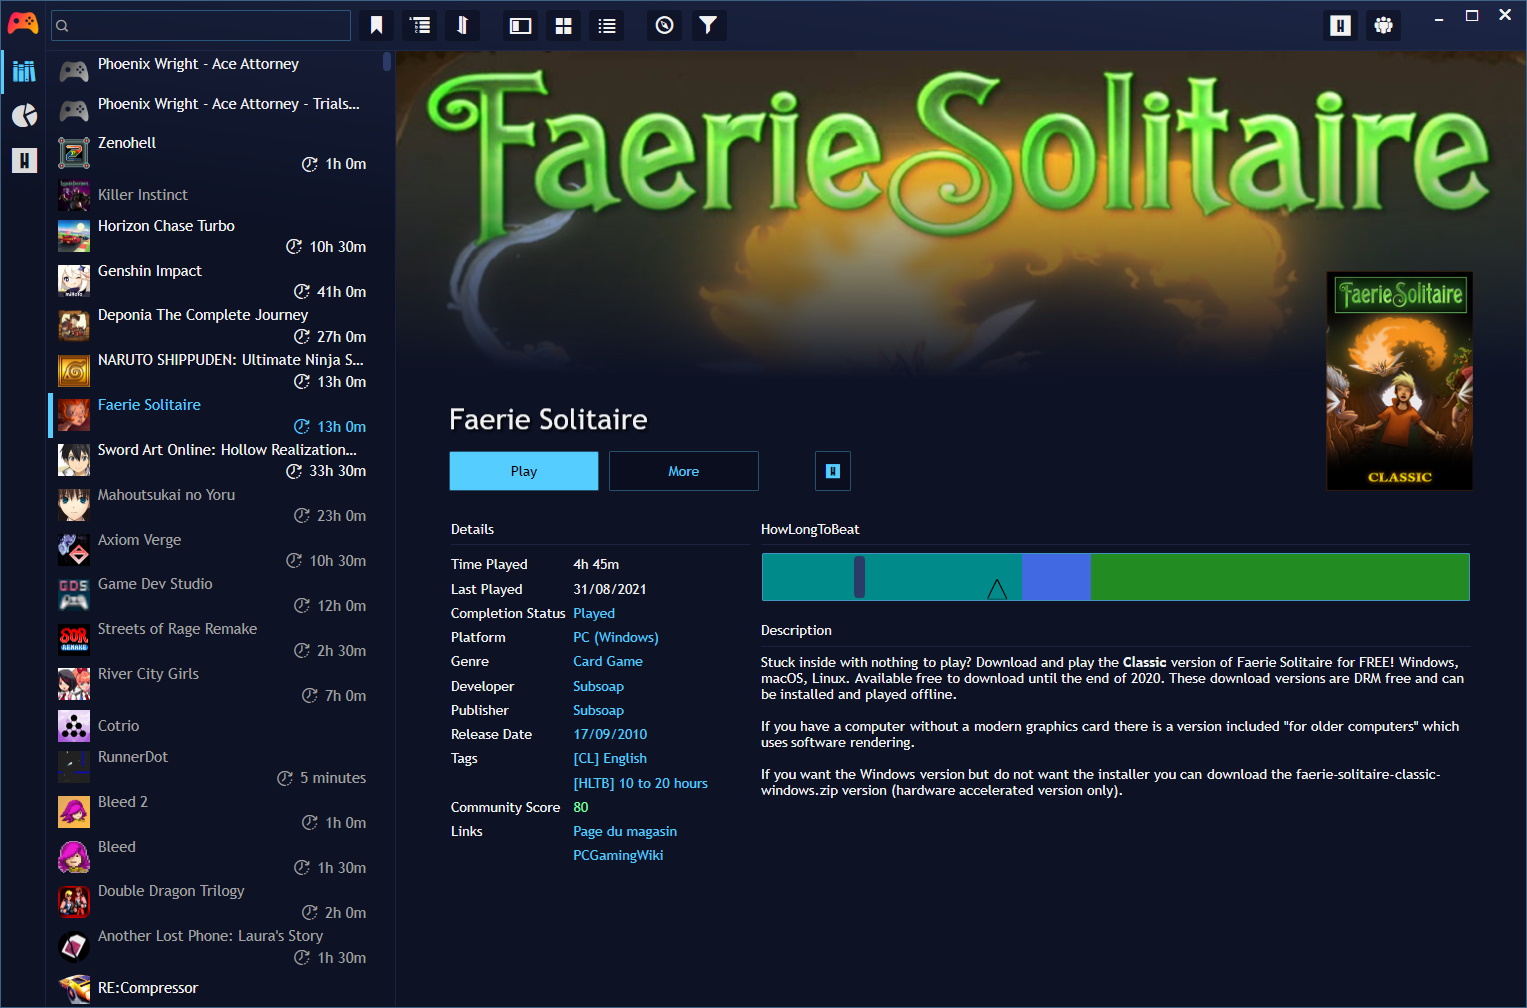 Phoenix Wright - Ace Attorney
Phoenix Wright - Ace Attorney - Trials...
Zenohell
1h 0m
Killer Instinct
Horizon Chase Turbo
10h 30m
Genshin Impact
41h 0m
Deponia The Complete Journey
27h 0m
NARUTO SHIPPUDEN: Ultimate Ninja S...
13h 0m
Faerie Solitaire
13h 0m
Sword Art Online: Hollow Realization...
33h 30m
Mahoutsukai no Yoru
23h 0m
Axiom Verge
10h 30m
GDS
Game Dev Studio
12h 0m
SOR
REMAKE
Streets of Rage Remake
2h 30m
River City Girls
7h 0m
Cotrio
RunnerDot
5 minutes
Bleed 2
1h 0m
Bleed
1h 30m
Double Dragon Trilogy
2h 0m
Another Lost Phone: Laura's Story
1h 30m
RE:Compressor
Faerie Solitaire
Faerie Solitaire
CLASSIC
Faerie Solitaire
Play
More
Details
Time Played 4h 45m
Last Played 31/08/2021
Completion Status Played
Platform PC (Windows)
Genre Card Game
Developer Subsoap
Publisher Subsoap
Release Date 17/09/2010
Tags [CL] English
[HLTB] 10 to 20 hours
Community Score 80
Links Page du magasin
PCGamingWiki
HowLongToBeat
Description
Stuck inside with nothing to play? Download and play the Classic version of Faerie Solitaire for FREE! Windows,
macOS, Linux. Available free to download until the end of 2020. These download versions are DRM free and can
be installed and played offline.
If you have a computer without a modern graphics card there is a version included "for older computers" which
uses software rendering.
If you want the Windows version but do not want the installer you can download the faerie-solitaire-classic-
windows.zip version (hardware accelerated version only).